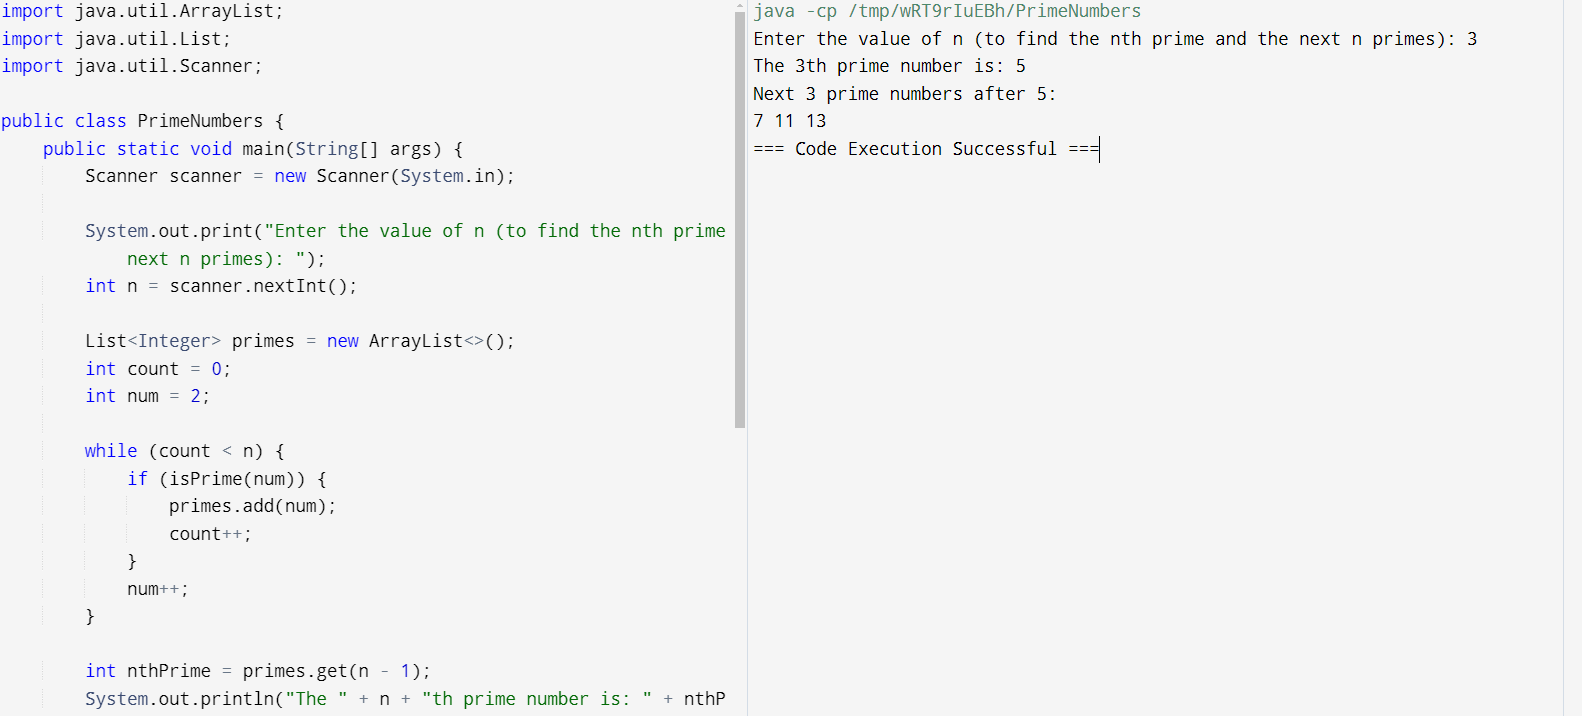 import java.util.ArrayList;
import java.util.List;
import java.util.Scanner;
public class PrimeNumbers {
public static void main(String[] args) {
Scanner scanner = new Scanner(System.in);
System.out.print("Enter the value of n (to find the nth prime
next n primes): ");
int n = scanner.nextInt();
List<Integer> primes = new ArrayList<>();
int count = 0;
int num = 2;
while (count < n) {
if (isPrime(num)) {
primes.add(num);
count++;
}
num++;
}
int nthPrime = primes.get(n - 1);
System.out.println("The " + n + "th prime number is: " + nthP
java -cp /tmp/wRT9rIuEBh/PrimeNumbers
Enter the value of n (to find the nth prime and the next n primes): 3
The 3th prime number is: 5
Next 3 prime numbers after 5:
7 11 13
=== Code Execution Successful ===